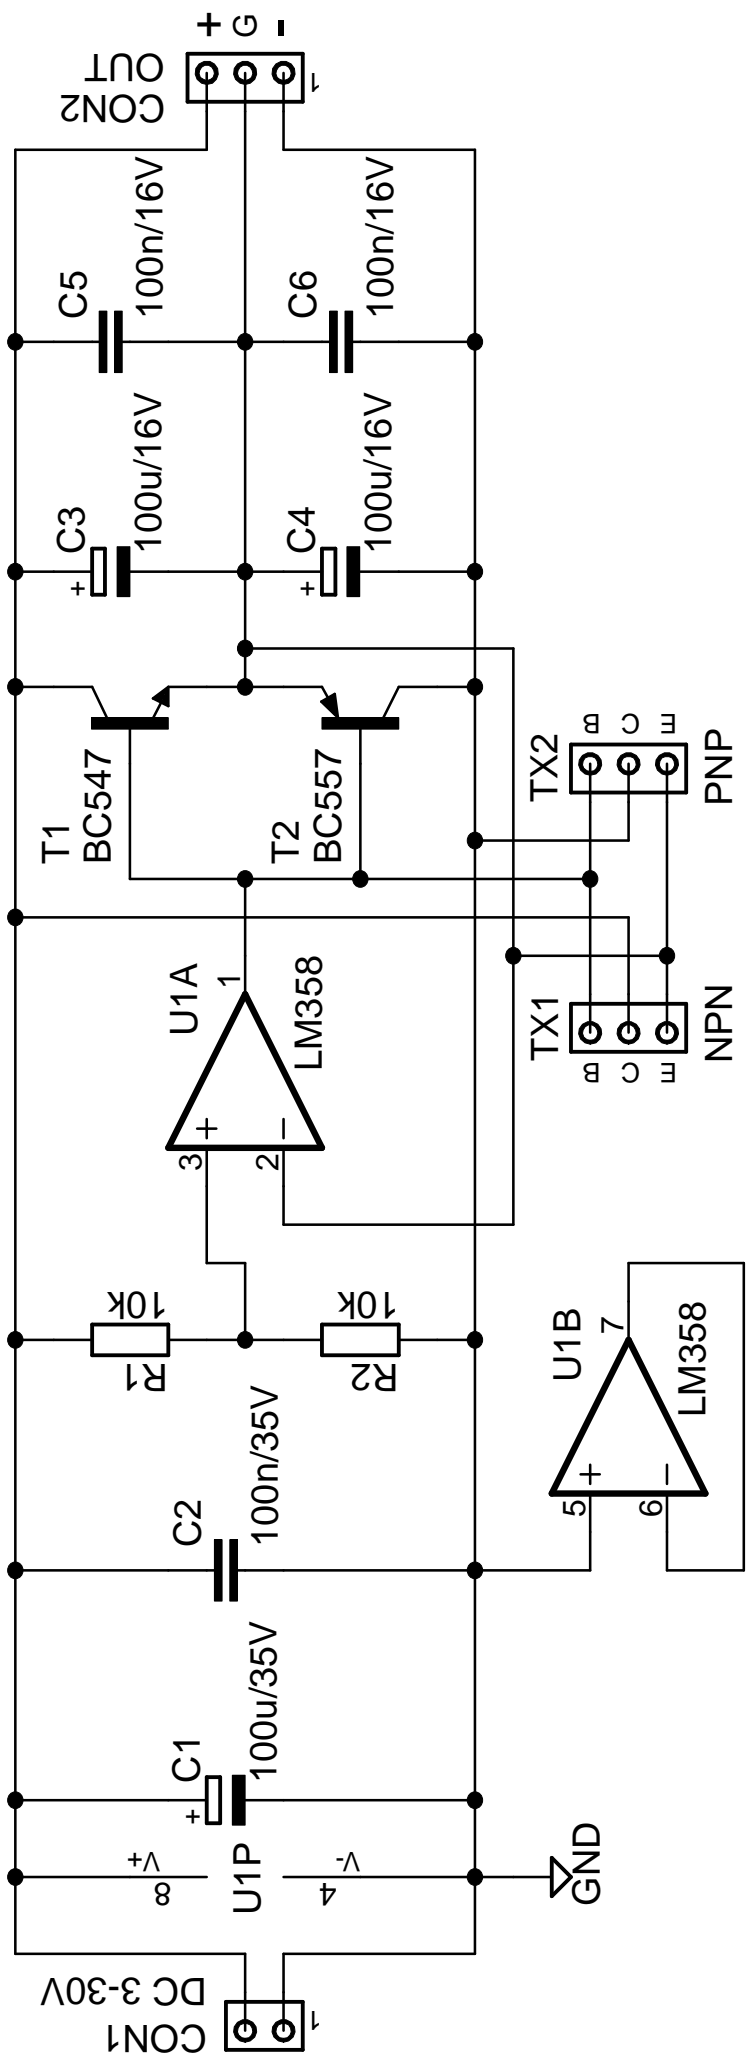 CON1
DC 3-30V
1
8
V+
U1P
4
V-
GND
+
C1
100u/35V
C2
100n/35V
R1
10k
R2
10k
3
+
2
−
U1A
1
LM358
5
+
6
−
U1B
7
LM358
T1
BC547
T2
BC557
TX1
B
C
E
NPN
TX2
B
C
E
PNP
+
C3
100u/16V
+
C4
100u/16V
C5
100n/16V
C6
100n/16V
CON2
OUT
1
+
G
-